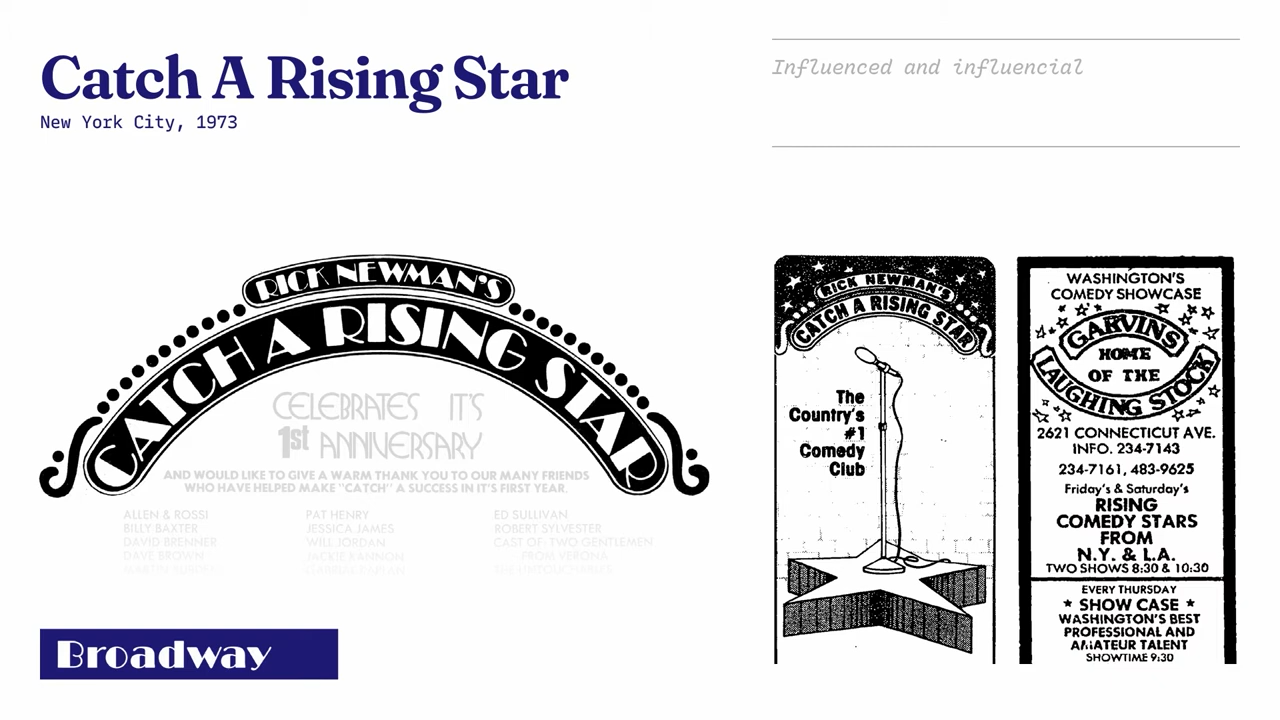 Catch A Rising Star
New York City, 1973
Influenced and influencial
RICK NEWMAN'S
CATCH A RISING STAR
CELEBRATES IT'S
1st ANNIVERSARY
AND WOULD LIKE TO GIVE A WARM THANK YOU TO OUR MANY FRIENDS
WHO HAVE HELPED MAKE "CATCH" A SUCCESS IN IT'S FIRST YEAR.
ALLEN & ROSSI
BILLY BAXTER
DAVID BRENNER
DAVE BROWN
PAT HENRY
JESSICA JAMES
WILL JORDAN
JACKIE KANNON
GABRIEL KAPLAN
ED SULLIVAN
ROBERT SYLVESTER
CAST OF- TWO GENTLEMEN
FROM VERONA
Broadway
RICK NEWMAN'S
CATCH A RISING STAR
The
Country's
#1
Comedy
Club
WASHINGTON'S
COMEDY SHOWCASE
GARVINS
HOME
OF THE
LAUGHING STOCK
2621 CONNECTICUT AVE.
INFO. 234-7143
234-7161, 483-9625
Friday's & Saturday's
RISING
COMEDY STARS
FROM
N.Y. & L.A.
TWO SHOWS 8:30 & 10:30
EVERY THURSDAY
★ SHOW CASE ★
WASHINGTON'S BEST
PROFESSIONAL AND
AMATEUR TALENT
SHOWTIME 9:30